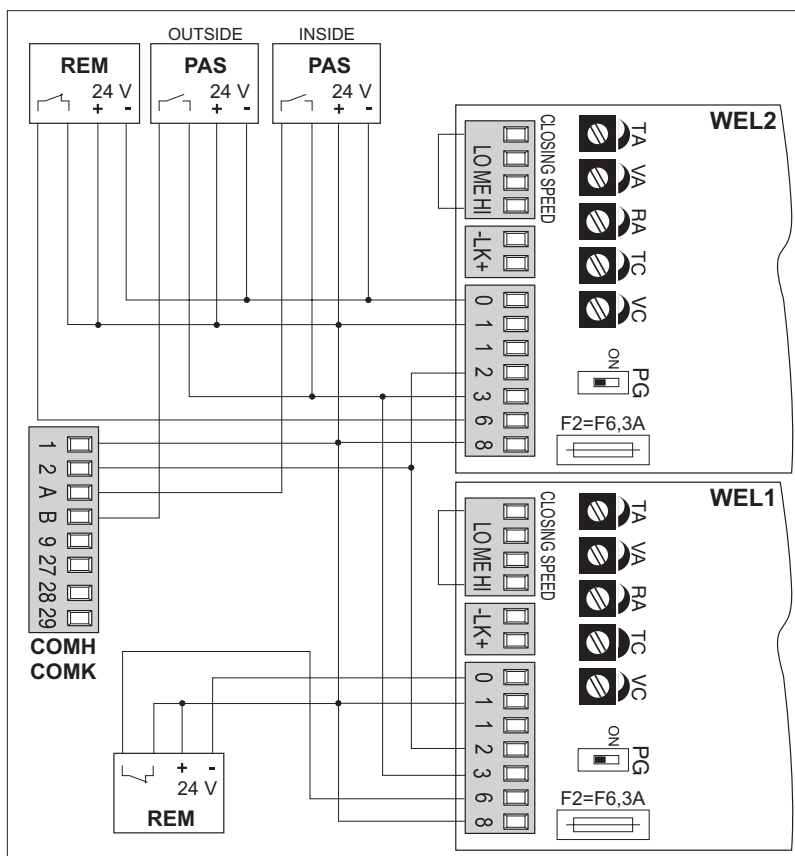 OUTSIDE
INSIDE
REM
24 V
+ -
PAS
24 V
+ -
PAS
24 V
+ -
WEL2
CLOSING SPEED
LO ME HI
-LK+
0
1
1
2
3
6
8
TA
VA
RA
TC
VC
ON
PG
F2=F6,3A
1
2
A
B
9
27
28
29
COMH
COMK
WEL1
CLOSING SPEED
LO ME HI
-LK+
0
1
1
2
3
6
8
TA
VA
RA
TC
VC
ON
PG
F2=F6,3A
+ -
24 V
REM